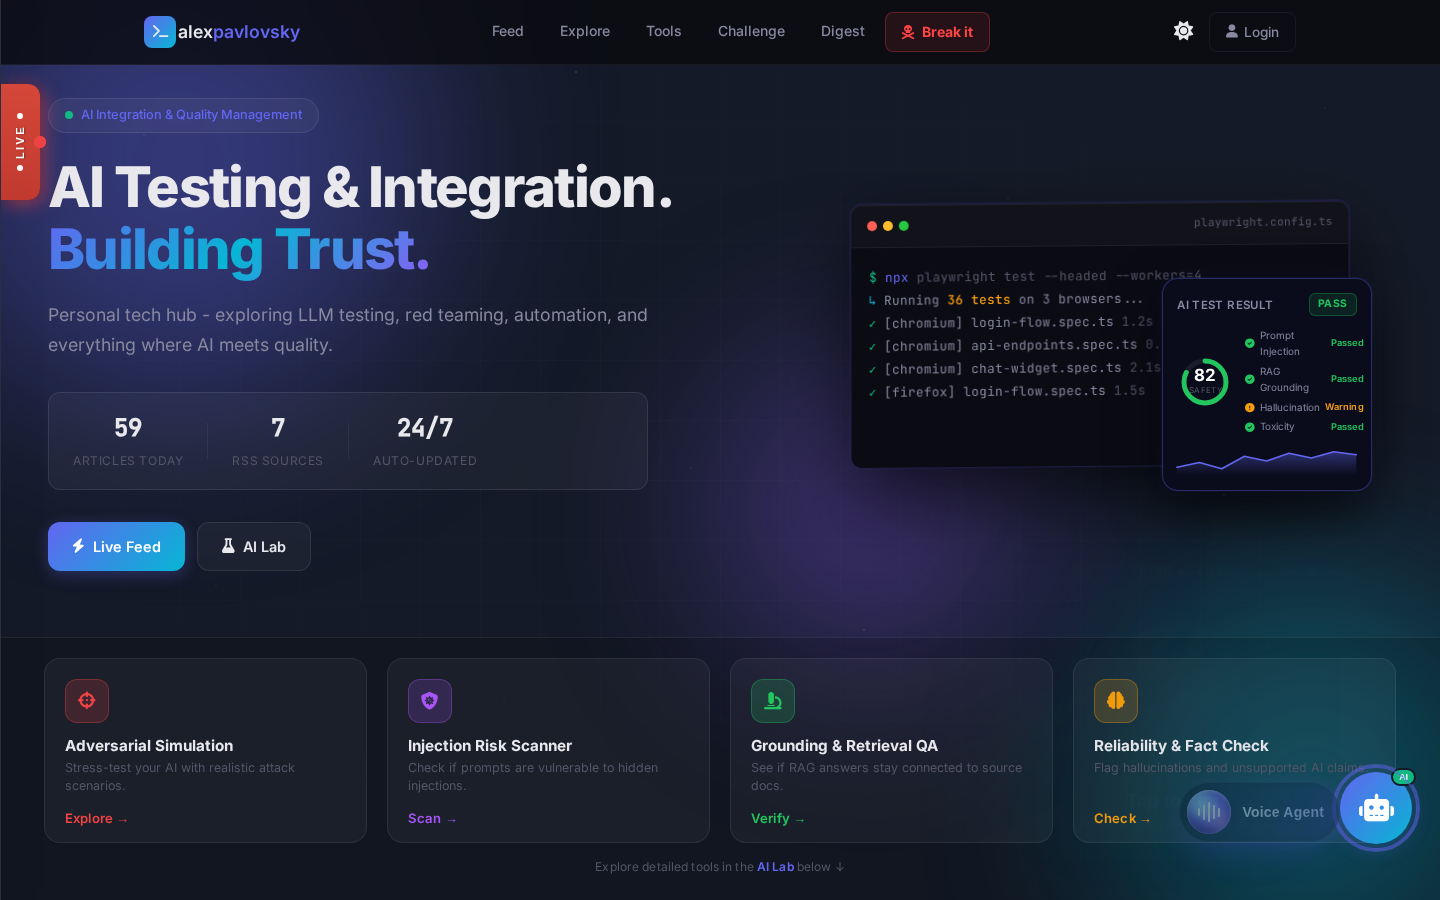 alexpavlovsky
Feed
Explore
Tools
Challenge
Digest
Break it
Login
LIVE
AI Integration & Quality Management
AI Testing & Integration.
Building Trust.
Personal tech hub - exploring LLM testing, red teaming, automation, and
everything where AI meets quality.
59
ARTICLES TODAY
7
RSS SOURCES
24/7
AUTO-UPDATED
Live Feed
AI Lab
playwright.config.ts
$ npx playwright test --headed --workers=4
↳ Running 36 tests on 3 browsers...
✓ [chromium] login-flow.spec.ts 1.2s
✓ [chromium] api-endpoints.spec.ts 0.
✓ [chromium] chat-widget.spec.ts 2.1s
✓ [firefox] login-flow.spec.ts 1.5s
AI TEST RESULT
PASS
82
SAFETY
Prompt
Injection
Passed
RAG
Grounding
Passed
Hallucination
Warning
Toxicity
Passed
Adversarial Simulation
Stress-test your AI with realistic attack
scenarios.
Explore →
Injection Risk Scanner
Check if prompts are vulnerable to hidden
injections.
Scan →
Grounding & Retrieval QA
See if RAG answers stay connected to source
docs.
Verify →
Reliability & Fact Check
Flag hallucinations and unsupported AI claims.
Check →
Voice Agent
AI
Explore detailed tools in the AI Lab below ↓